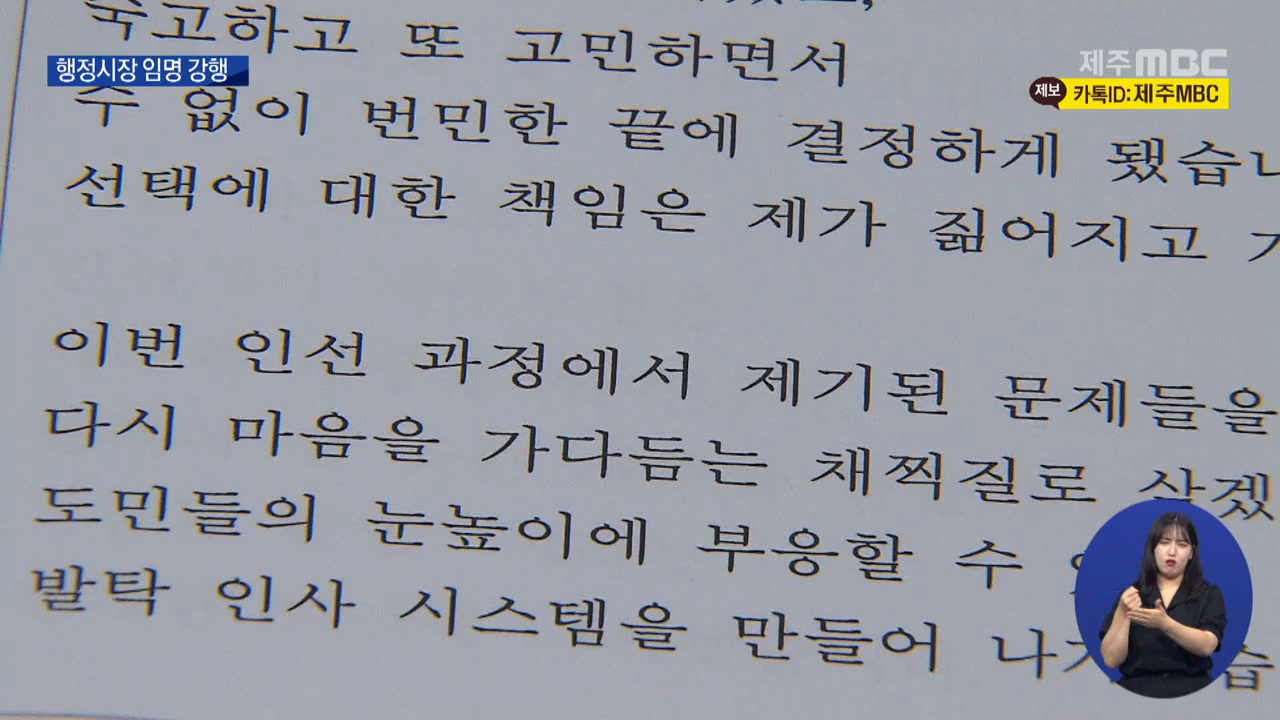 행정시장 임명 강행
제주MBC
제보 카톡ID:제주MBC
숙고하고 또 고민하면서
수 없이 번민한 끝에 결정하게 됐습니
선택에 대한 책임은 제가 짊어지고
이번 인선 과정에서 제기된 문제들을
다시 마음을 가다듬는 채찍질로 삼겠
도민들의 눈높이에 부응할 수
발탁 인사 시스템을 만들어